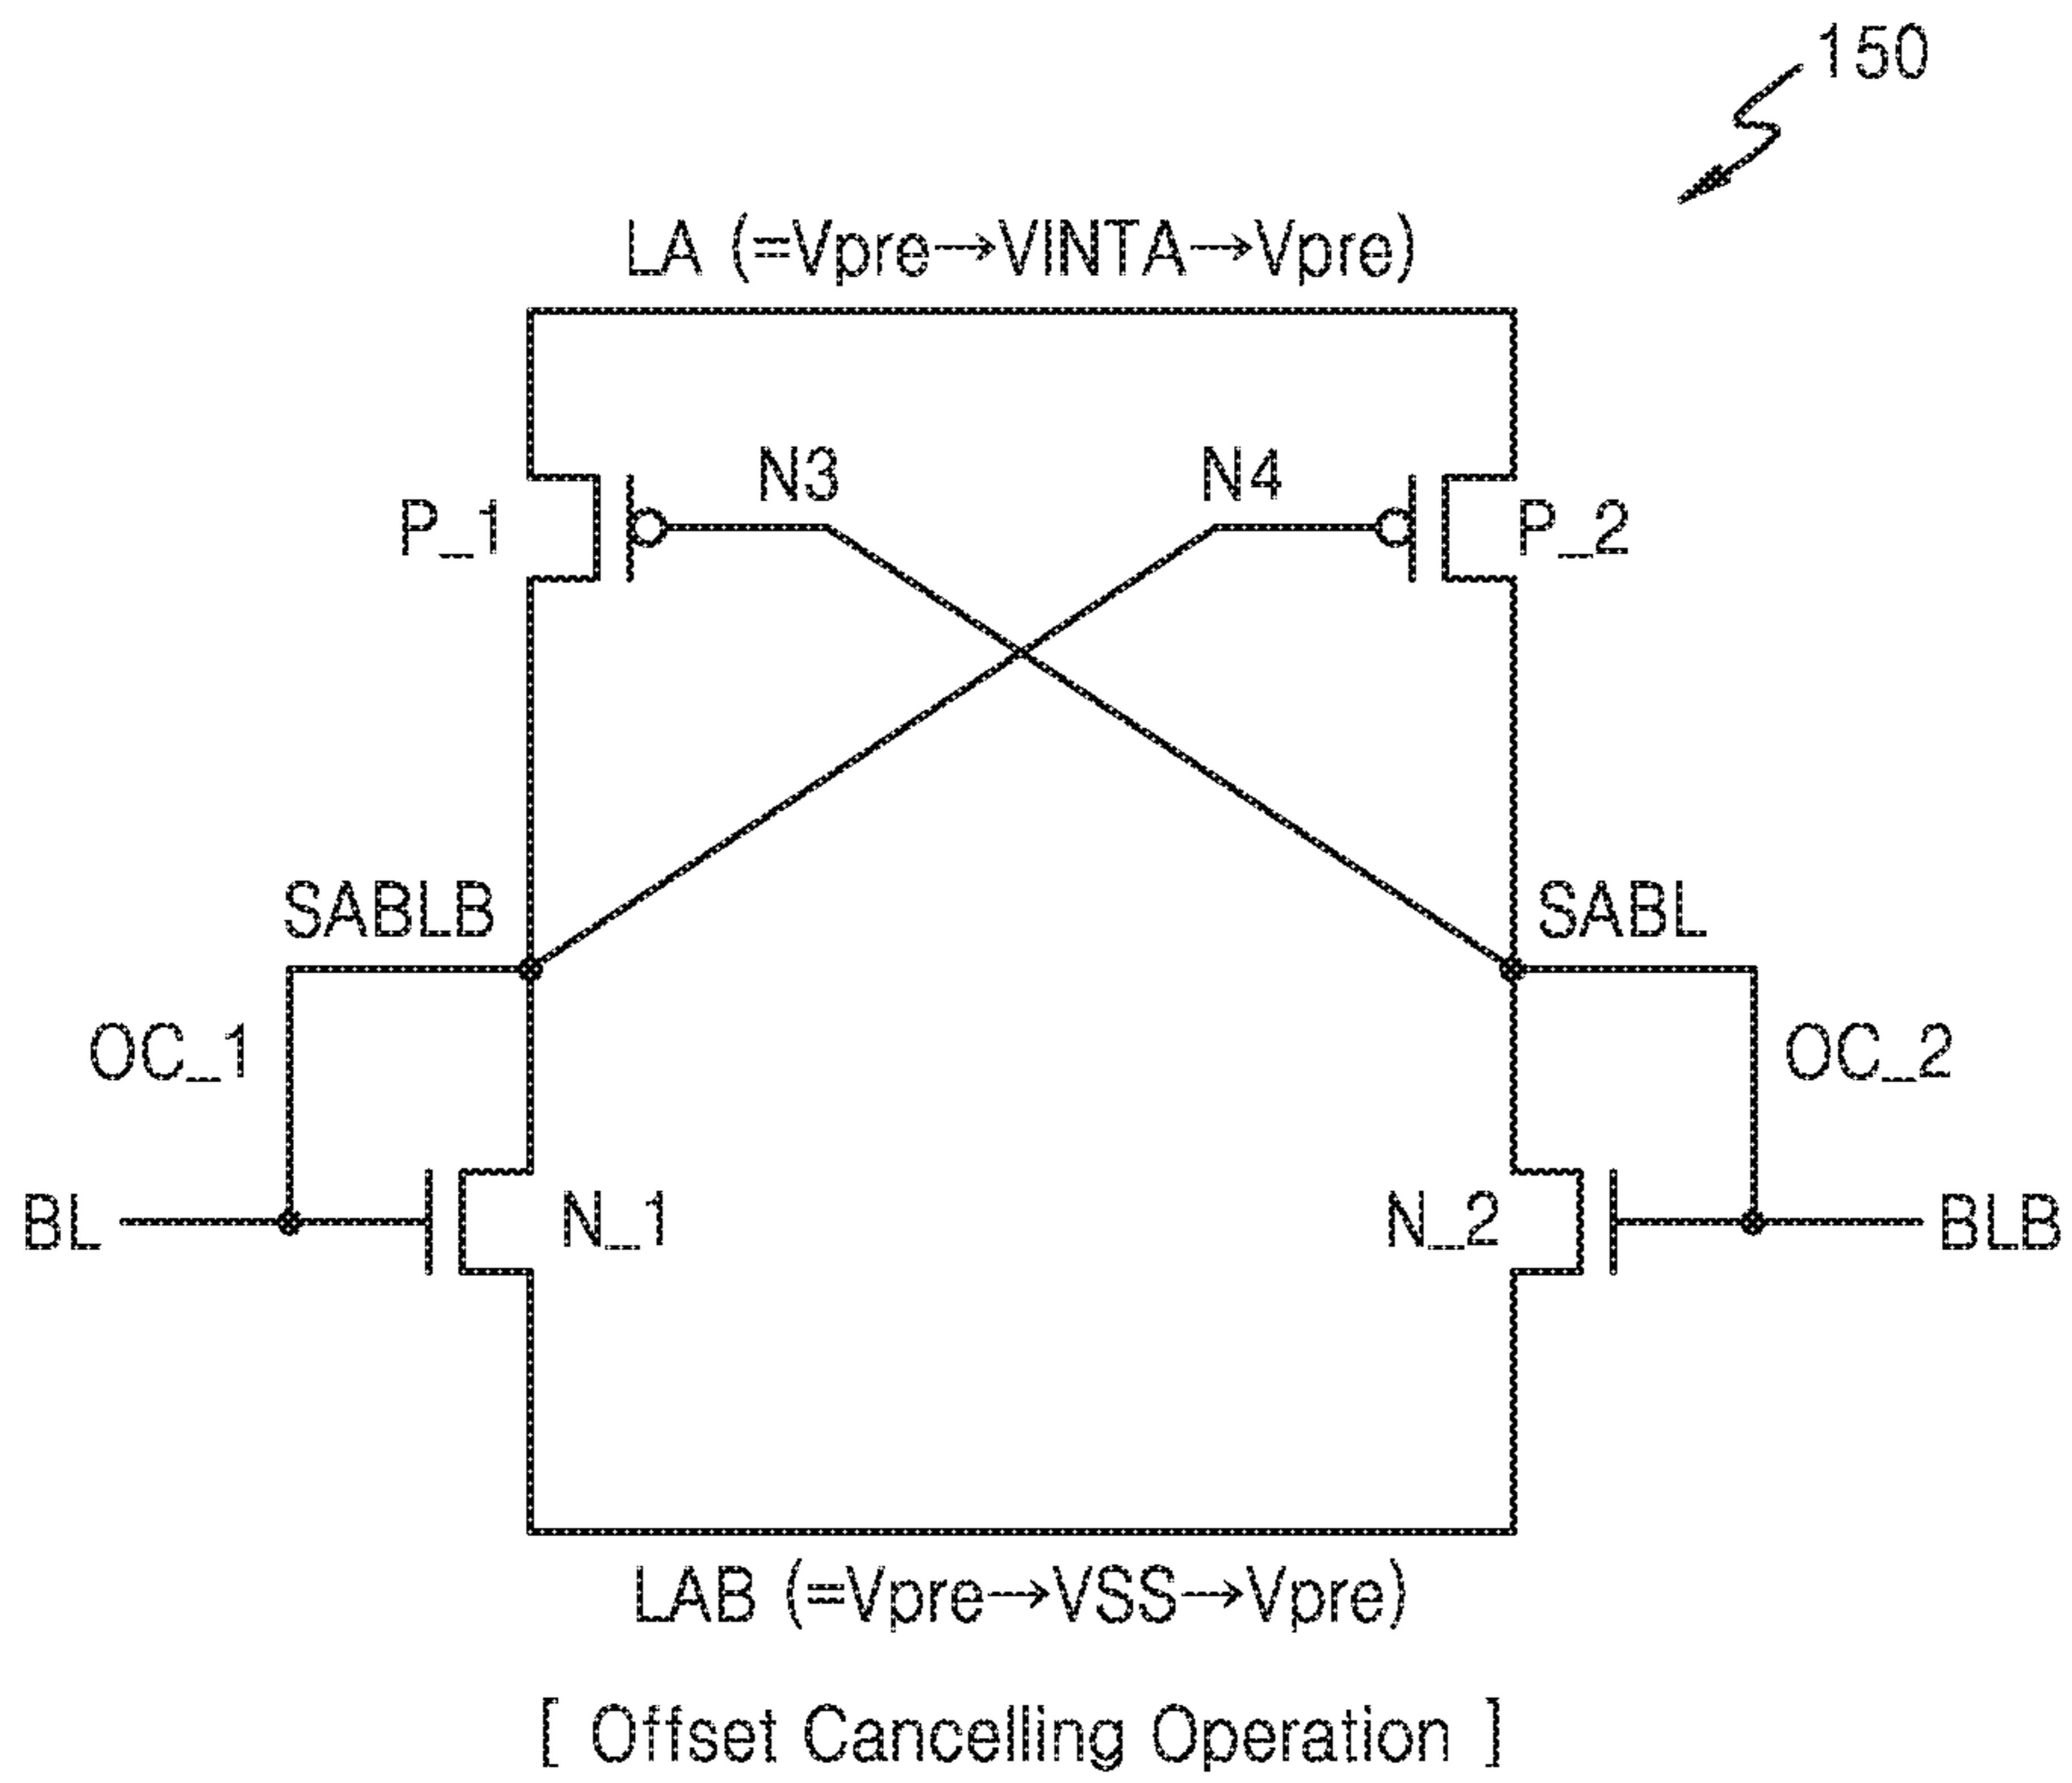 150
LA (=Vpre→VINTA→Vpre)
N3
N4
P_1
P_2
SABLB
SABL
OC_1
OC_2
BL
N_1
N_2
BLB
LAB (=Vpre→VSS→Vpre)
[ Offset Cancelling Operation ]